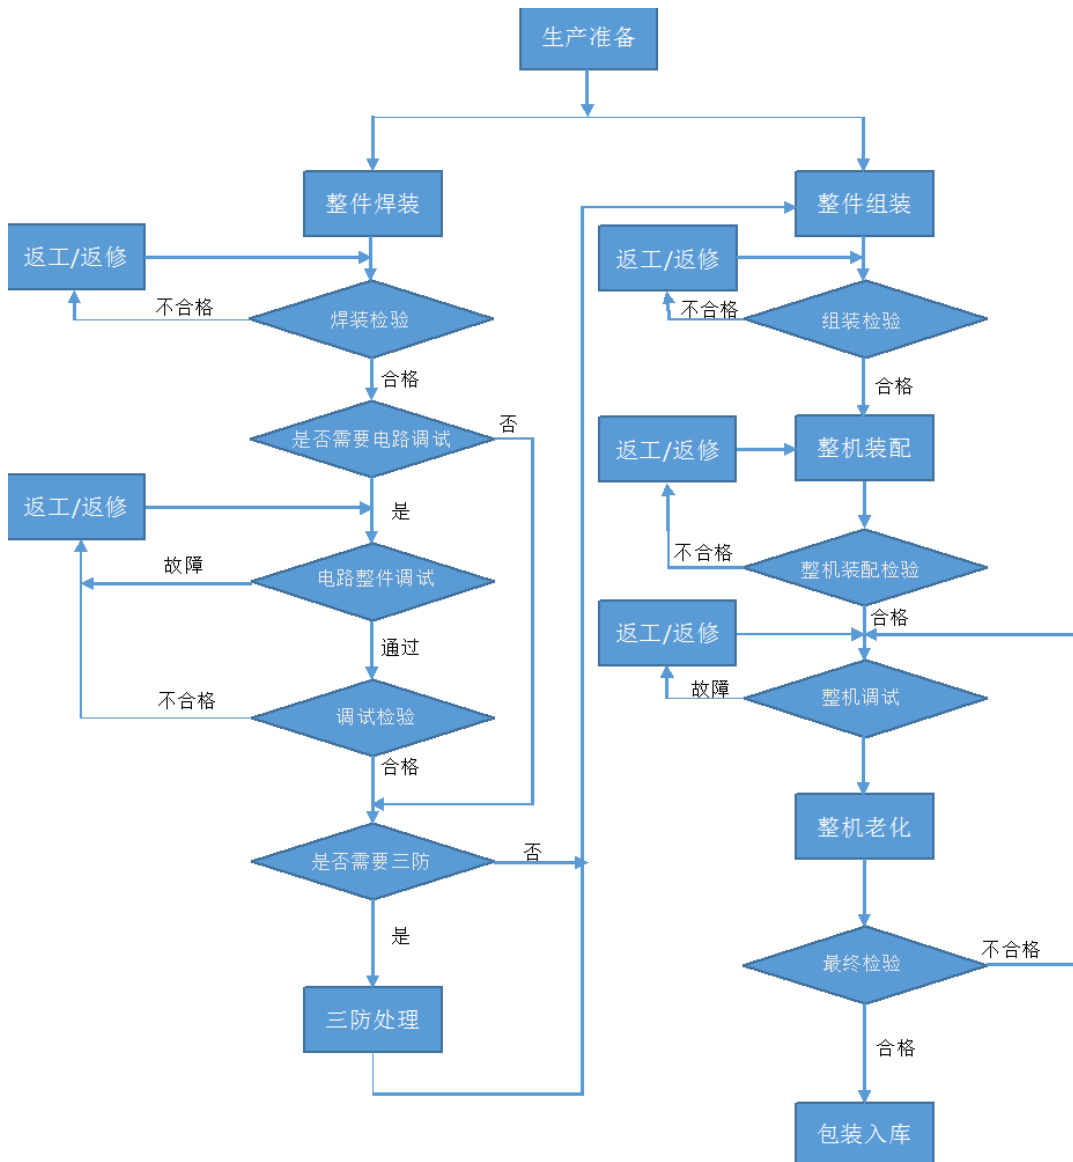 生产准备
整件焊装
整件组装
返工/返修
返工/返修
不合格
不合格
焊装检验
组装检验
合格
合格
是否需要电路调试
否
返工/返修
整机装配
返工/返修
是
不合格
故障
电路整件调试
整机装配检验
合格
返工/返修
通过
不合格
故障
调试检验
整机调试
合格
整机老化
是否需要三防
否
是
最终检验
不合格
三防处理
合格
包装入库